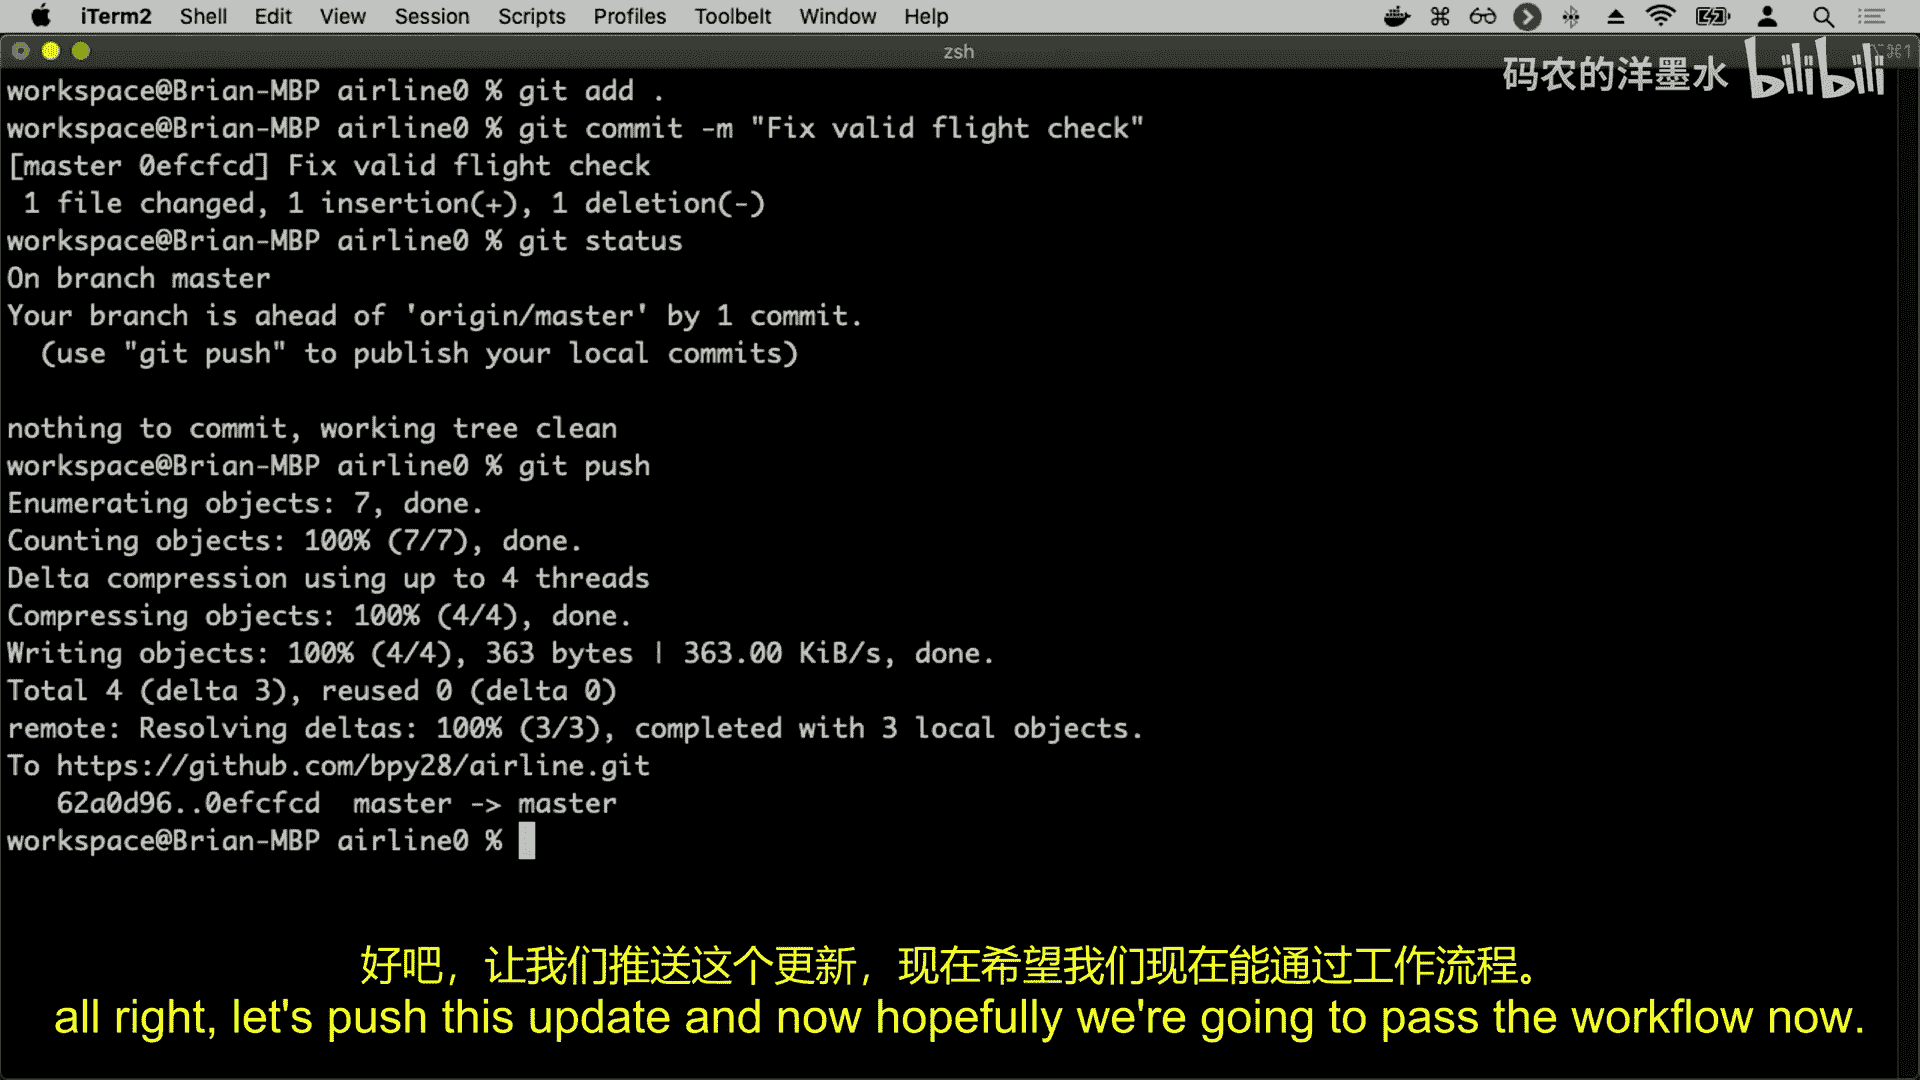 iTerm2 Shell Edit View Session Scripts Profiles Toolbelt Window Help
zsh
⌘1
码农的洋墨水 bilibili
workspace@Brian-MBP airline0 % git add .
workspace@Brian-MBP airline0 % git commit -m "Fix valid flight check"
[master 0efcfcd] Fix valid flight check
 1 file changed, 1 insertion(+), 1 deletion(-)
workspace@Brian-MBP airline0 % git status
On branch master
Your branch is ahead of 'origin/master' by 1 commit.
  (use "git push" to publish your local commits)
nothing to commit, working tree clean
workspace@Brian-MBP airline0 % git push
Enumerating objects: 7, done.
Counting objects: 100% (7/7), done.
Delta compression using up to 4 threads
Compressing objects: 100% (4/4), done.
Writing objects: 100% (4/4), 363 bytes | 363.00 KiB/s, done.
Total 4 (delta 3), reused 0 (delta 0)
remote: Resolving deltas: 100% (3/3), completed with 3 local objects.
To https://github.com/bpy28/airline.git
   62a0d96..0efcfcd  master -> master
workspace@Brian-MBP airline0 %
好吧，让我们推送这个更新，现在希望我们现在能通过工作流程。
all right, let's push this update and now hopefully we're going to pass the workflow now.